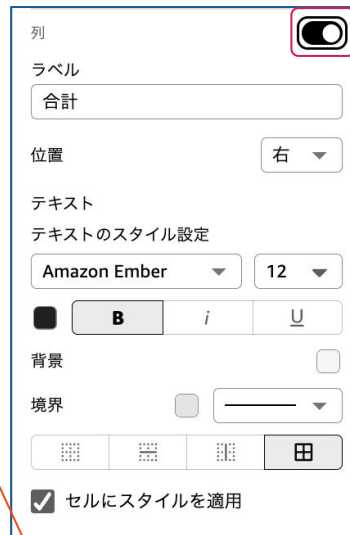 列
ラベル
合計
位置
右
テキスト
テキストのスタイル設定
Amazon Ember
12
B i U
背景
境界
セルにスタイルを適用